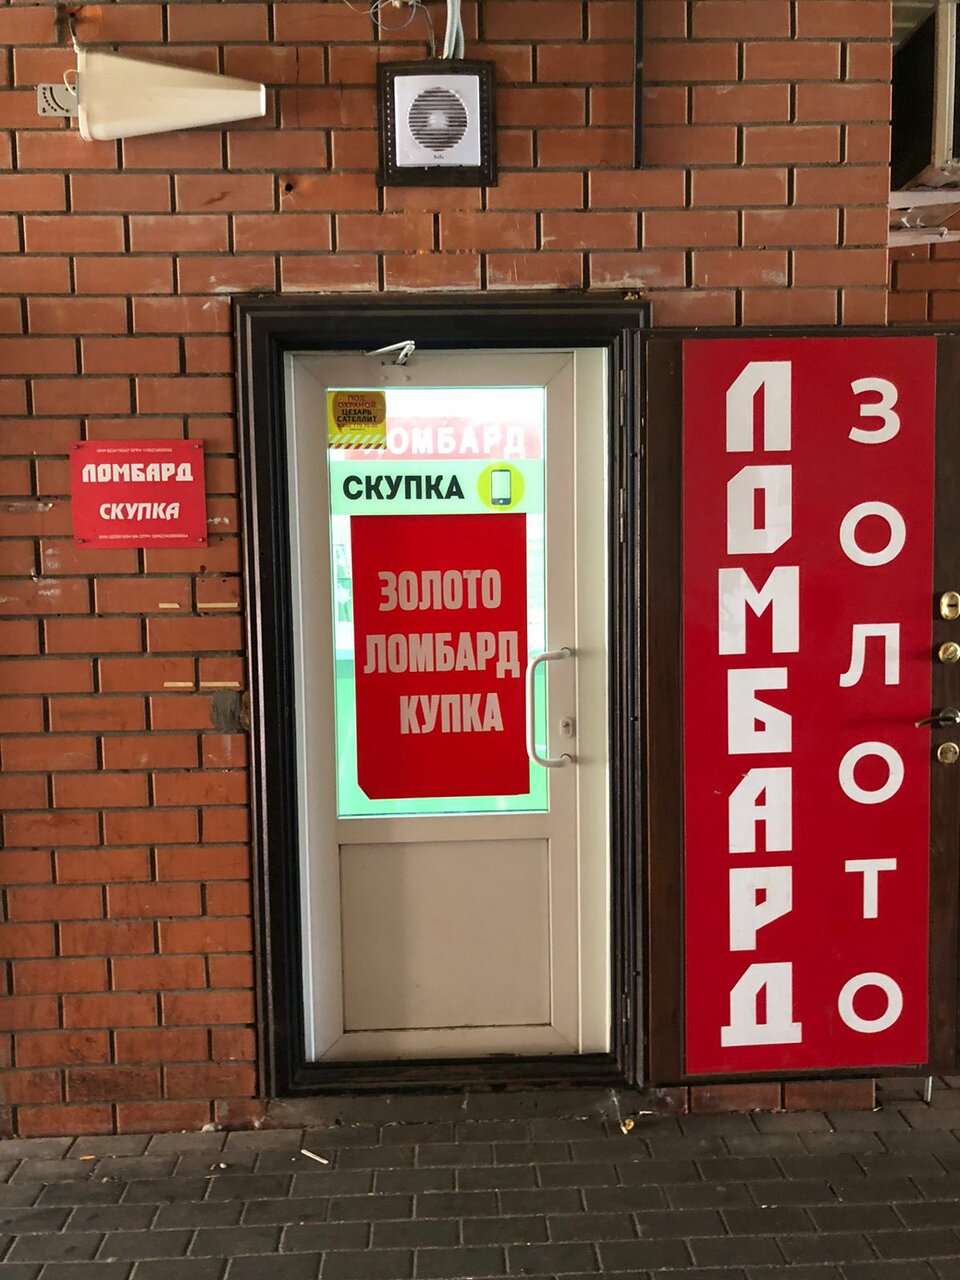 ПОД
ОХРАНОЙ
ЦЕЗАРЬ
САТЕЛЛИТ
ЛОМБАРД
СКУПКА
ЛОМБАРД
СКУПКА
ЗОЛОТО
ЛОМБАРД
КУПКА
ЛОМБАРД
ЗОЛОТО